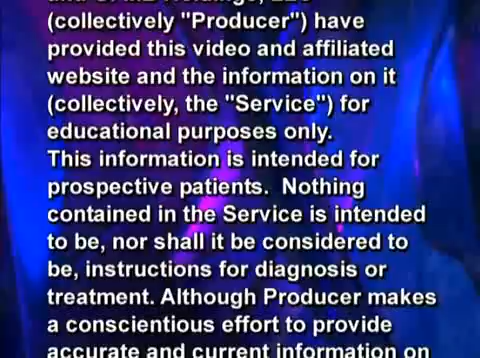 (collectively "Producer") have
provided this video and affiliated
website and the information on it
(collectively, the "Service") for
educational purposes only.
This information is intended for
prospective patients.  Nothing
contained in the Service is intended
to be, nor shall it be considered to
be, instructions for diagnosis or
treatment. Although Producer makes
a conscientious effort to provide
accurate and current information on